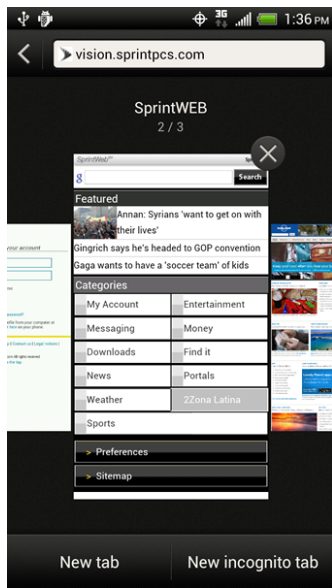 3G
1:36 PM
vision.sprintpcs.com
SprintWEB
2 / 3
SprintWeb
g
Search
Featured
Annan: Syrians 'want to get on with
their lives'
Gingrich says he's headed to GOP convention
Gaga wants to have a 'soccer team' of kids
Categories
My Account
Entertainment
Messaging
Money
Downloads
Find it
News
Portals
Weather
2Zona Latina
Sports
> Preferences
> Sitemap
your account
New tab
New incognito tab